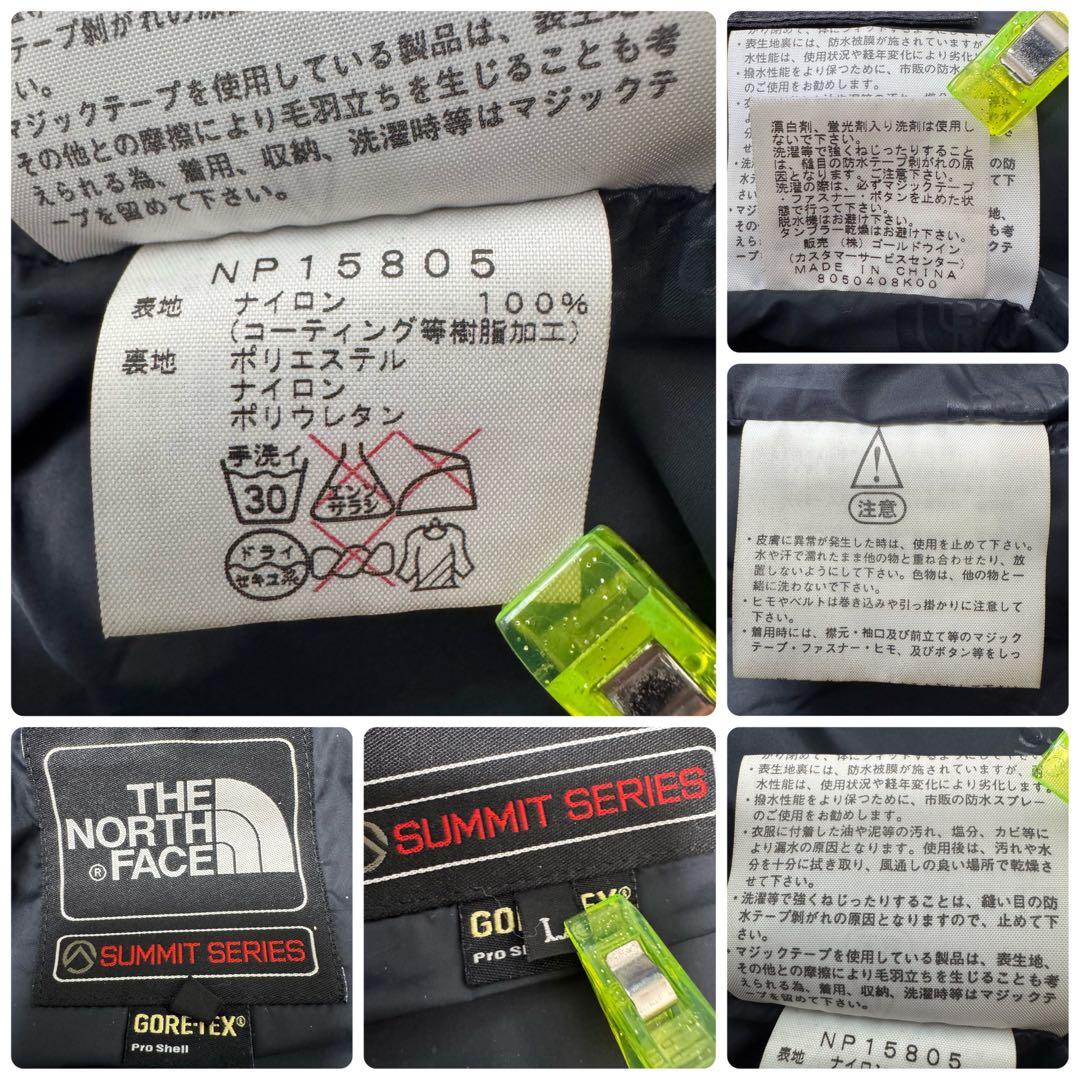 テープ剥がれの原
い。
マジックテープを使用している製品は、表生地、
その他との摩擦により毛羽立ちを生じることも考
えられる為、着用、収納、洗濯時等はマジックテ
ープを留めて下さい。
NP15805
表地 ナイロン 100%
(コーティング等樹脂加工)
裏地 ポリエステル
ナイロン
ポリウレタン
手洗イ
30
エンソ
サラシ
ドライ
セキユ系
・表生地裏には、防水被膜が施されていますが
水性能は、使用状況や経年変化により劣化
・撥水性能をより保つために、市販の防水
のご使用をお勧めします。
漂白剤、蛍光剤入り洗剤は使用し
ないで下さい。
洗濯等で強くねじったりすること
は、縫目の防水テープ剥がれの原
因となります。ご注意下さい。
洗濯の際は、必ずマジックテープ
・ファスナー・ボタンを止めた状
態で行って下さい。
脱水機はお避け下さい。
タンブラー乾燥はお避け下さい。
販売 (株)ゴールドウイン
(カスタマーサービスセンター)
MADE IN CHINA
8050408K00
注意
・皮膚に異常が発生した時は、使用を止めて下さい。
水や汗で濡れたまま他の物と重ね合わせたり、放
置しないようにして下さい。色物は、他の物と一
緒に洗わないで下さい。
・ヒモやベルトは巻き込みや引っ掛かりに注意して
下さい。
・着用時には、襟元・袖口及び前立て等のマジック
テープ・ファスナー・ヒモ、及びボタン等をしっ
THE
NORTH
FACE
®
SUMMIT SERIES
GORE-TEX®
Pro Shell
SUMMIT SERIES
GO
EX®
L
Pro S
・表生地裏には、防水被膜が施されていますが、
水性能は、使用状況や経年変化により劣化します。
・撥水性能をより保つために、市販の防水スプレー
のご使用をお勧めします。
・衣服に付着した油や泥等の汚れ、塩分、カビ等に
より漏水の原因となります。使用後は、汚れや水
分を十分に拭き取り、風通しの良い場所で乾燥さ
せて下さい。
・洗濯等で強くねじったりすることは、縫い目の防
水テープ剥がれの原因となりますので、止めて下
さい。
・マジックテープを使用している製品は、表生地、
その他との摩擦により毛羽立ちを生じることも考
えられる為、着用、収納、洗濯時等はマジックテ
ープを留めて下さい。
NP15805
表地 ナイロン